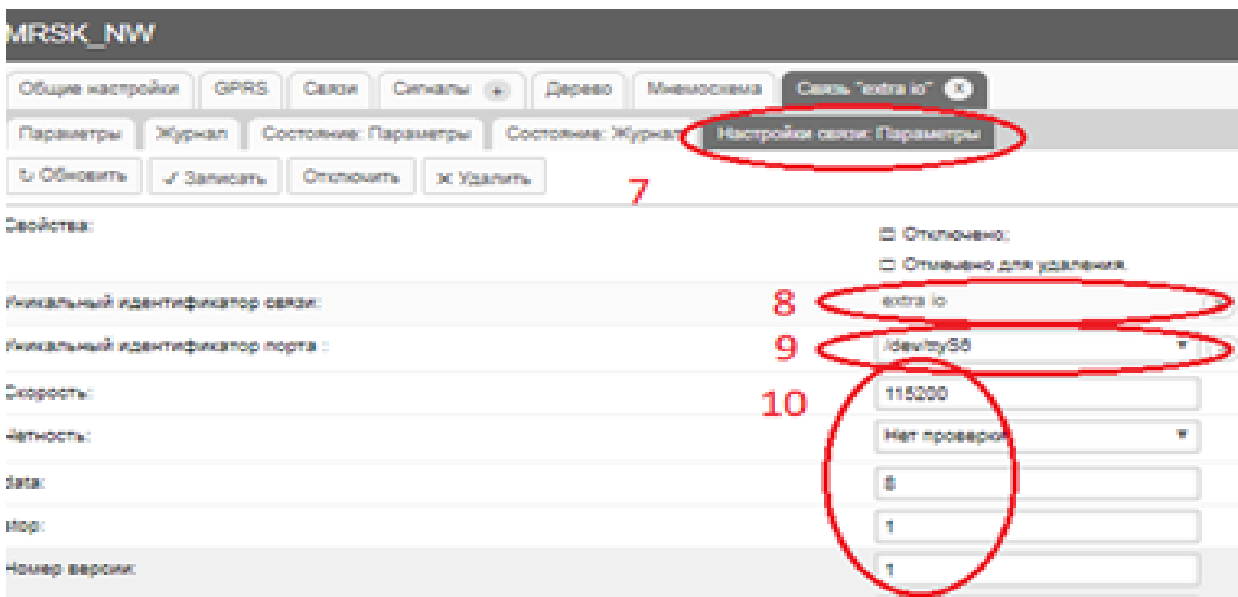 MRSK_NW
Общие настройки GPRS Связи Сигналы + Дерево Мнемосхема Связь "extra io" ×
Параметры Журнал Состояние: Параметры Состояние: Журнал Настройки связи: Параметры
↻ Обновить ✓ Записать Отключить × Удалить
7
Свойства:
Отключено;
Отмечено для удаления.
Уникальный идентификатор связи: 8 extra io
Уникальный идентификатор порта : 9 /dev/ttyS8
Скорость: 10 115200
Четность: Нет проверки
data: 8
stop: 1
Номер версии: 1